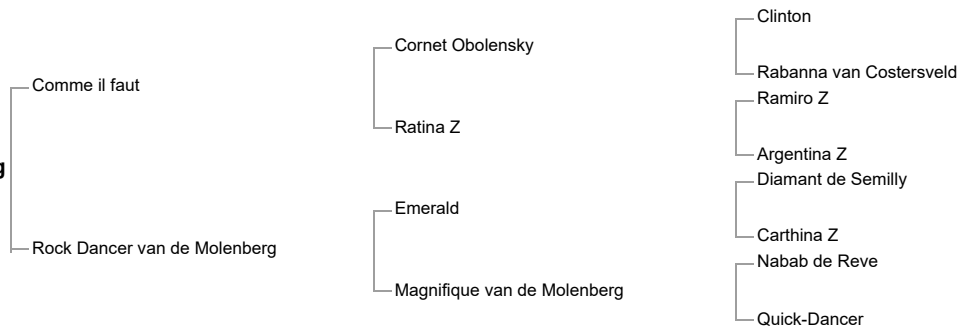 Clinton
Cornet Obolensky
Rabanna van Costersveld
Comme il faut
Ramiro Z
Ratina Z
Argentina Z
g
Diamant de Semilly
Emerald
Carthina Z
Rock Dancer van de Molenberg
Nabab de Reve
Magnifique van de Molenberg
Quick-Dancer